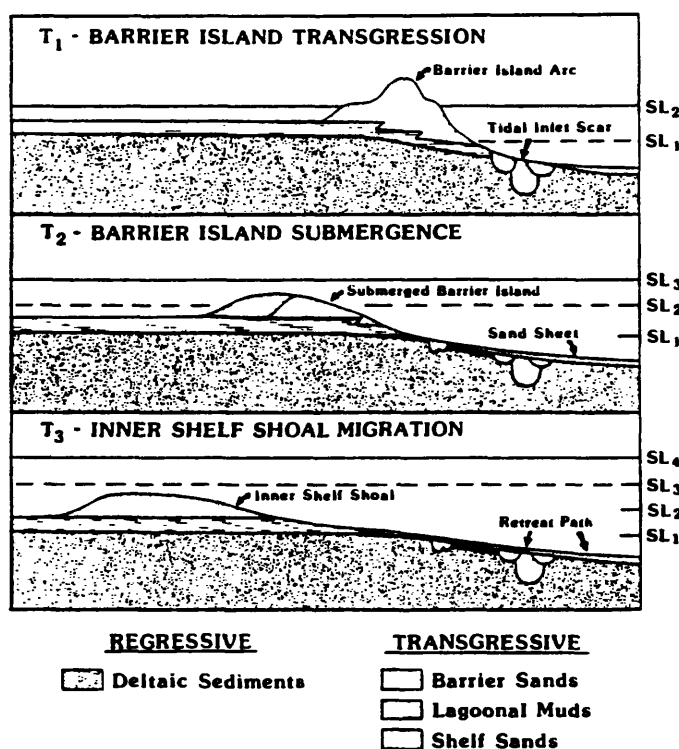 T1 - BARRIER ISLAND TRANSGRESSION
Barrier Island Arc
SL2
Tidal Inlet Scar
SL1
T2 - BARRIER ISLAND SUBMERGENCE
SL3
Submerged Barrier Island
SL2
Sand Sheet
SL1
T3 - INNER SHELF SHOAL MIGRATION
SL4
SL3
Inner Shelf Shoal
SL2
Retreat Path
SL1
REGRESSIVE
TRANSGRESSIVE
Deltaic Sediments
Barrier Sands
Lagoonal Muds
Shelf Sands